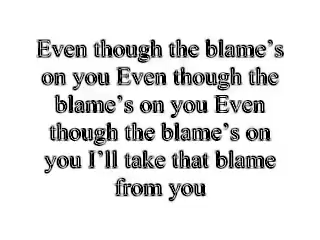 Even though the blame's
on you Even though the
blame's on you Even
though the blame's on
you I'll take that blame
from you